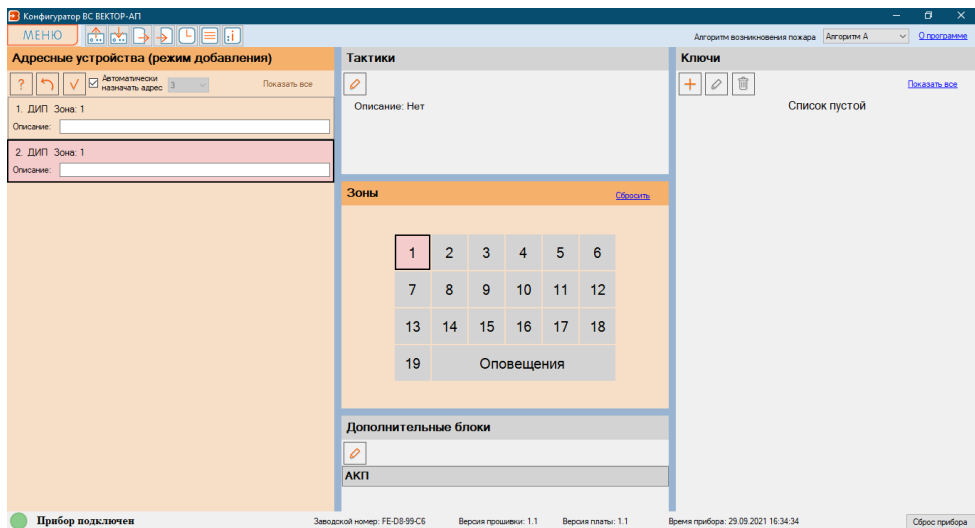 Конфигуратор ВС ВЕКТОР-АП
МЕНЮ
Алгоритм возникновения пожара Алгоритм А О программе
Адресные устройства (режим добавления)
? Автоматически назначать адрес 3 Показать все
1. ДИП Зона: 1
Описание:
2. ДИП Зона: 1
Описание:
Тактики
Описание: Нет
Зоны Сбросить
1 2 3 4 5 6
7 8 9 10 11 12
13 14 15 16 17 18
19 Оповещения
Дополнительные блоки
АКП
Ключи
Показать все
Список пустой
Прибор подключен Заводской номер: FE-D8-99-C6 Версия прошивки: 1.1 Версия платы: 1.1 Время прибора: 29.09.2021 16:34:34 Сброс прибора